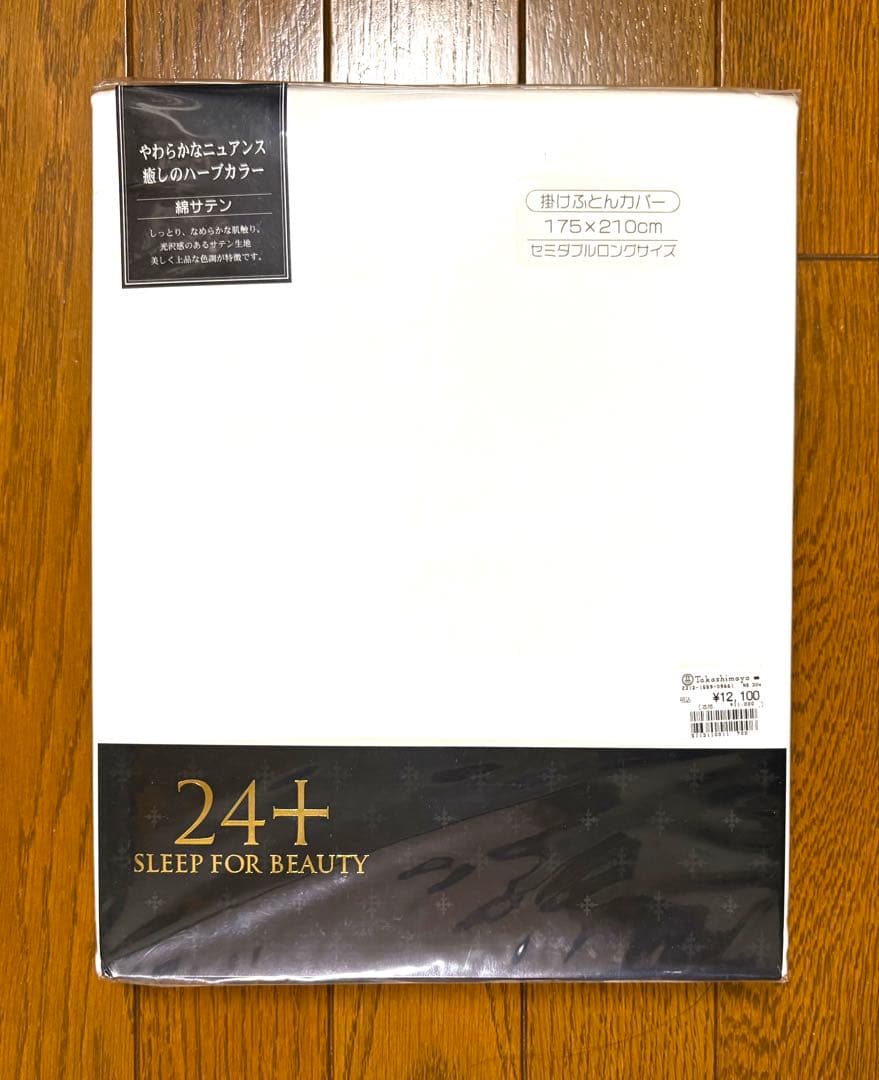 やわらかなニュアンス
癒しのハーブカラー
綿サテン
しっとり、なめらかな肌触り。
光沢感のあるサテン生地
美しく上品な色調が特徴です。
掛けふとんカバー
175×210cm
セミダブルロングサイズ
Takashimaya
税込 ¥12,100
24+
SLEEP FOR BEAUTY